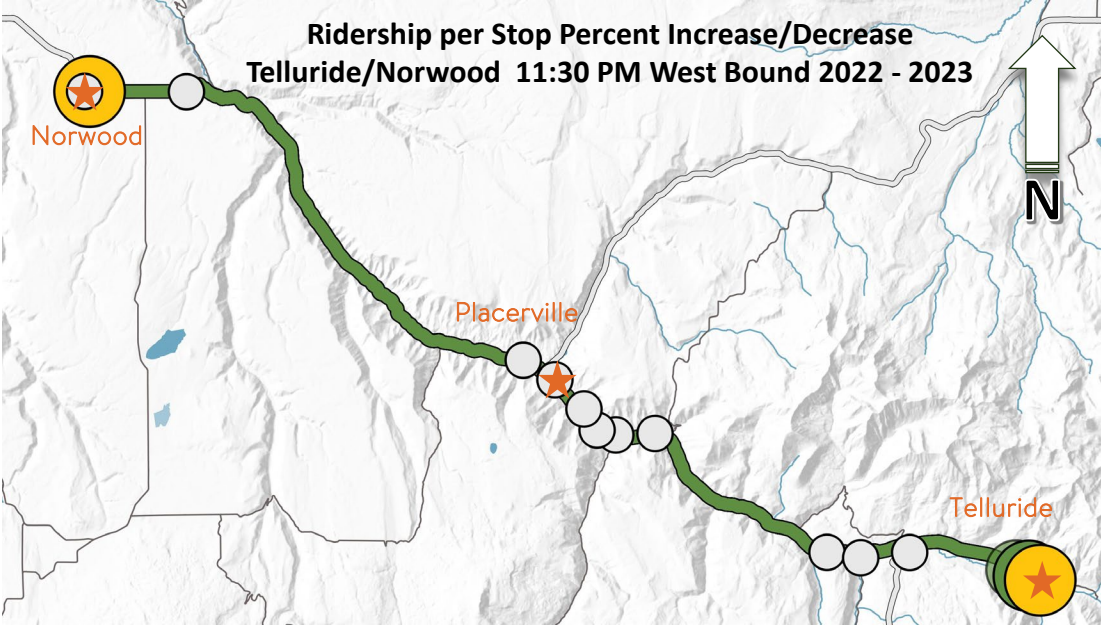 Ridership per Stop Percent Increase/Decrease
Telluride/Norwood 11:30 PM West Bound 2022 - 2023
Norwood
N
Placerville
Telluride